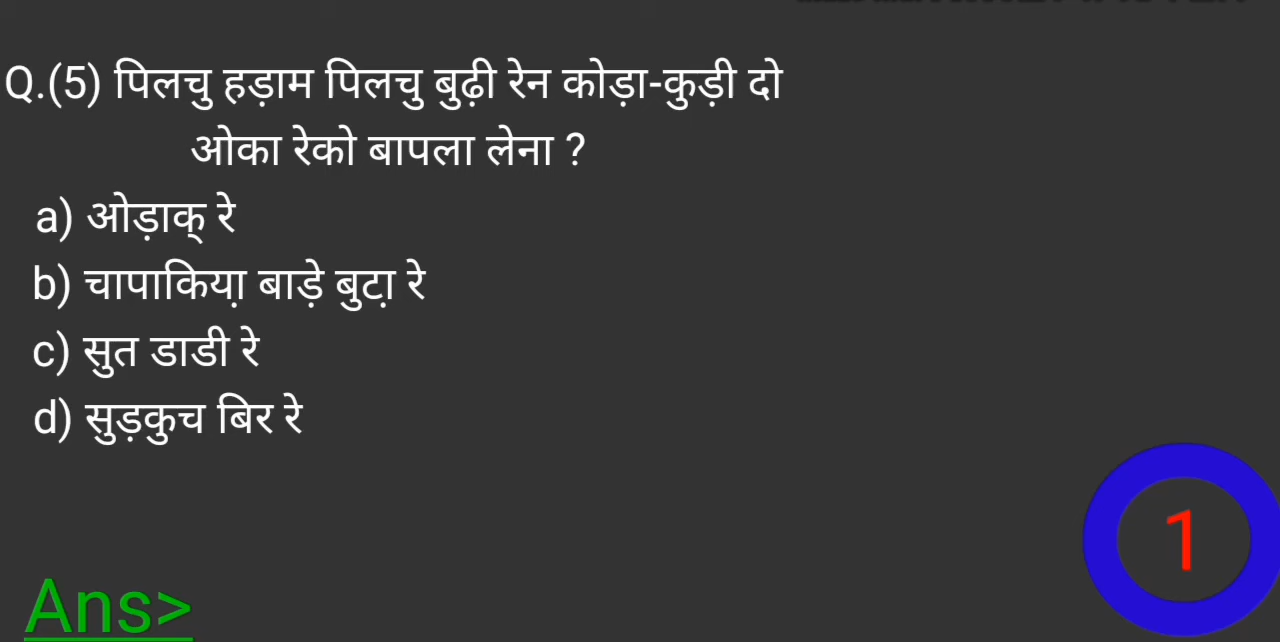 Q.(5) पिलचु हड़ाम पिलचु बुढ़ी रेन कोड़ा-कुड़ी दो
ओका रेको बापला लेना ?
a) ओड़ाक् रे
b) चापाकिया़ बाड़े बुटा़ रे
c) सुत डाडी रे
d) सुड़कुच बिर रे
1
Ans>